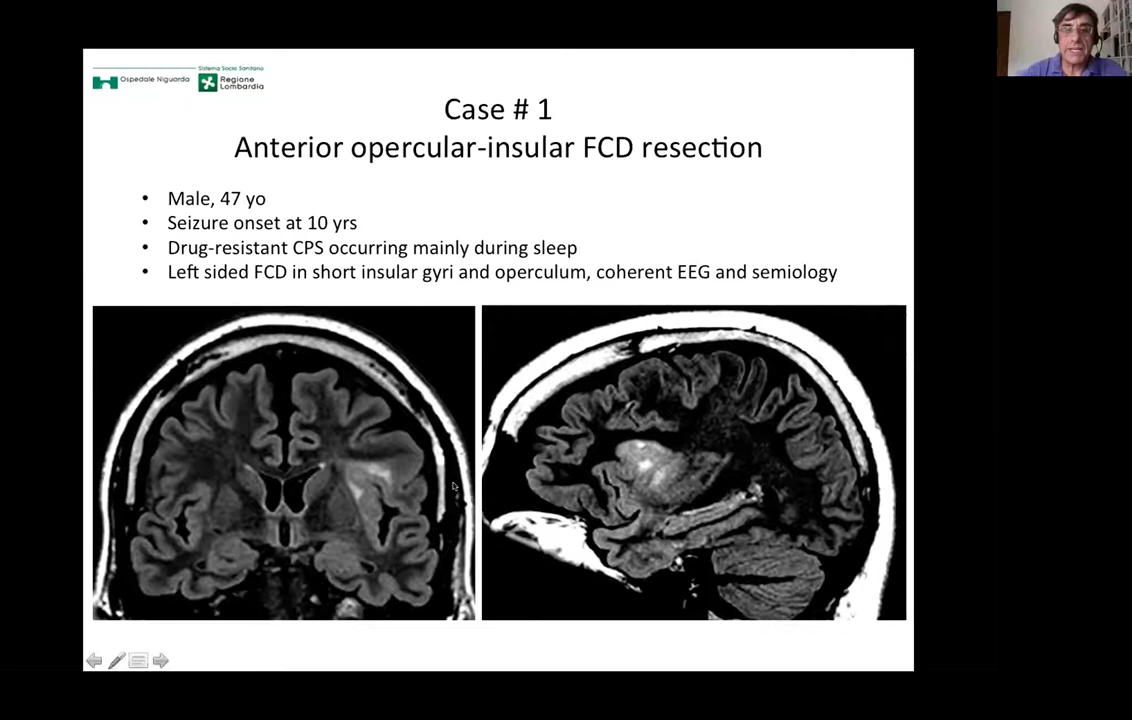 Sistema Socio Sanitario
Ospedale Niguarda
Regione
Lombardia
Case # 1
Anterior opercular-insular FCD resection
• Male, 47 yo
• Seizure onset at 10 yrs
• Drug-resistant CPS occurring mainly during sleep
• Left sided FCD in short insular gyri and operculum, coherent EEG and semiology